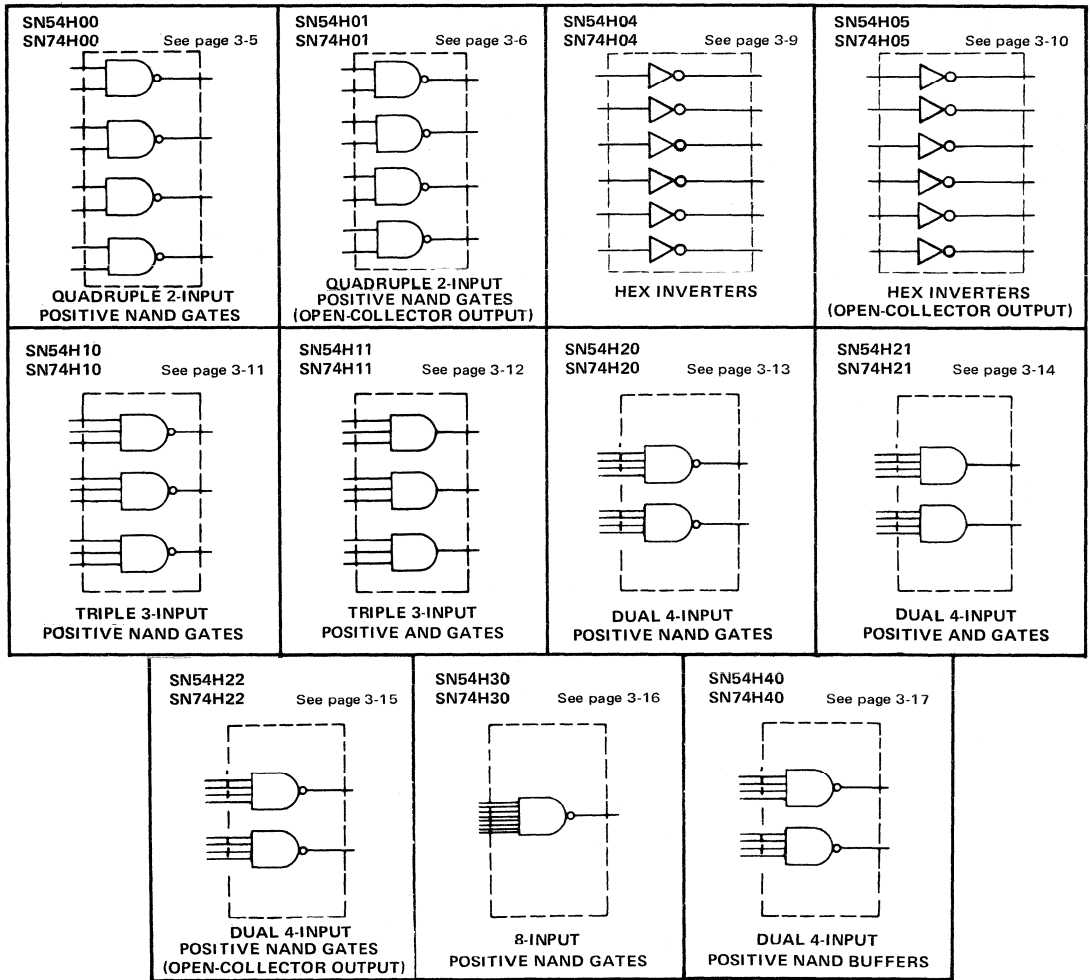 SN54H00
SN74H00 See page 3-5
QUADRUPLE 2-INPUT
POSITIVE NAND GATES
SN54H01
SN74H01 See page 3-6
QUADRUPLE 2-INPUT
POSITIVE NAND GATES
(OPEN-COLLECTOR OUTPUT)
SN54H04
SN74H04 See page 3-9
HEX INVERTERS
SN54H05
SN74H05 See page 3-10
HEX INVERTERS
(OPEN-COLLECTOR OUTPUT)
SN54H10
SN74H10 See page 3-11
TRIPLE 3-INPUT
POSITIVE NAND GATES
SN54H11
SN74H11 See page 3-12
TRIPLE 3-INPUT
POSITIVE AND GATES
SN54H20
SN74H20 See page 3-13
DUAL 4-INPUT
POSITIVE NAND GATES
SN54H21
SN74H21 See page 3-14
DUAL 4-INPUT
POSITIVE AND GATES
SN54H22
SN74H22 See page 3-15
DUAL 4-INPUT
POSITIVE NAND GATES
(OPEN-COLLECTOR OUTPUT)
SN54H30
SN74H30 See page 3-16
8-INPUT
POSITIVE NAND GATES
SN54H40
SN74H40 See page 3-17
DUAL 4-INPUT
POSITIVE NAND BUFFERS